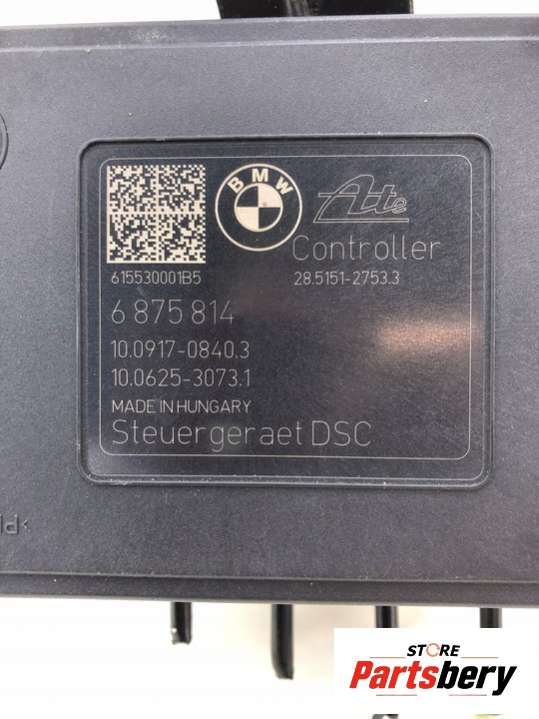 BMW
Ate
Controller
615530001B5
28.5151-2753.3
6 875 814
10.0917-0840.3
10.0625-3073.1
MADE IN HUNGARY
Steuergeraet DSC
STORE
Partsbery